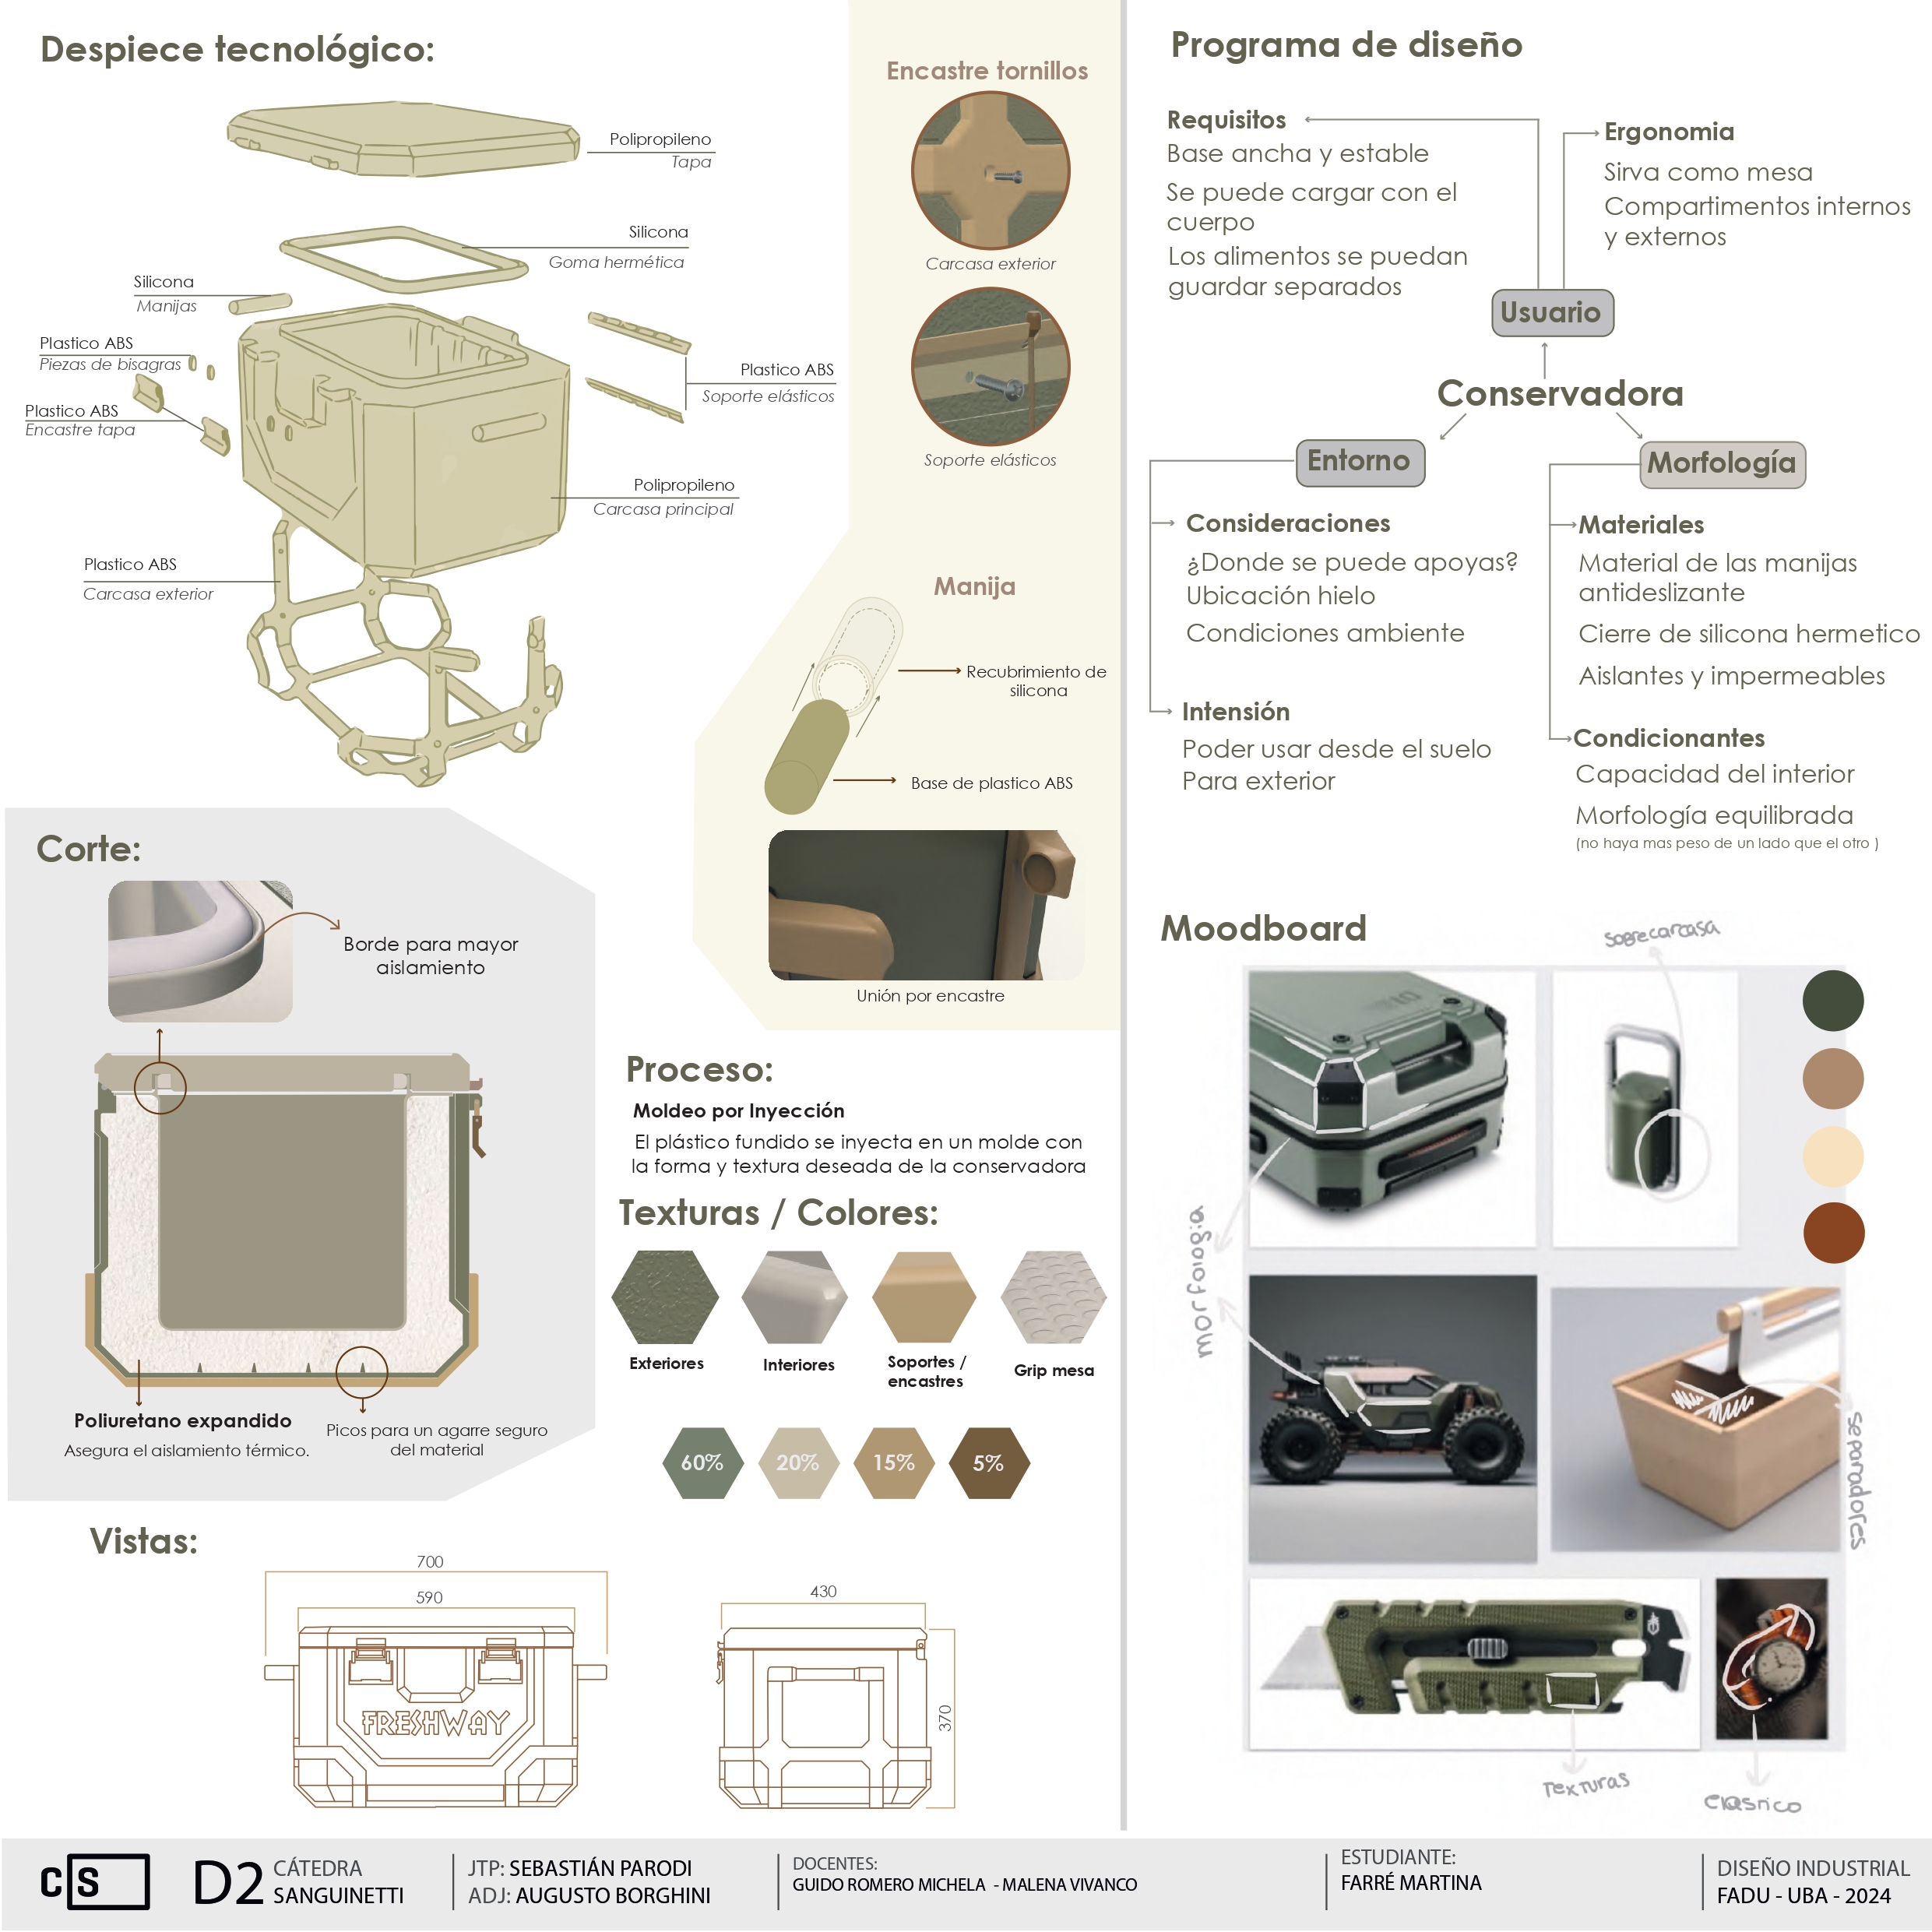 Despiece tecnológico:
Polipropileno
Tapa
Silicona
Goma hermética
Silicona
Manijas
Plastico ABS
Piezas de bisagras
Plastico ABS
Encastre tapa
Plastico ABS
Soporte elásticos
Polipropileno
Carcasa principal
Plastico ABS
Carcasa exterior
Encastre tornillos
Carcasa exterior
Soporte elásticos
Manija
Recubrimiento de
silicona
Base de plastico ABS
Unión por encastre
Corte:
Borde para mayor
aislamiento
Poliuretano expandido
Asegura el aislamiento térmico.
Picos para un agarre seguro
del material
Proceso:
Moldeo por Inyección
El plástico fundido se inyecta en un molde con
la forma y textura deseada de la conservadora
Texturas / Colores:
Exteriores
Interiores
Soportes /
encastres
Grip mesa
60%
20%
15%
5%
Vistas:
700
590
FRESHWAY
430
370
Programa de diseño
Requisitos
Base ancha y estable
Se puede cargar con el
cuerpo
Los alimentos se puedan
guardar separados
Ergonomia
Sirva como mesa
Compartimentos internos
y externos
Usuario
Conservadora
Entorno
Morfología
Consideraciones
¿Donde se puede apoyas?
Ubicación hielo
Condiciones ambiente
Intensión
Poder usar desde el suelo
Para exterior
Materiales
Material de las manijas
antideslizante
Cierre de silicona hermetico
Aislantes y impermeables
Condicionantes
Capacidad del interior
Morfología equilibrada
(no haya mas peso de un lado que el otro )
Moodboard
sobrecarcasa
morfologia
separadores
Texturas
clasico
CS
D2
CÁTEDRA
SANGUINETTI
JTP: SEBASTIÁN PARODI
ADJ: AUGUSTO BORGHINI
DOCENTES:
GUIDO ROMERO MICHELA - MALENA VIVANCO
ESTUDIANTE:
FARRÉ MARTINA
DISEÑO INDUSTRIAL
FADU - UBA - 2024